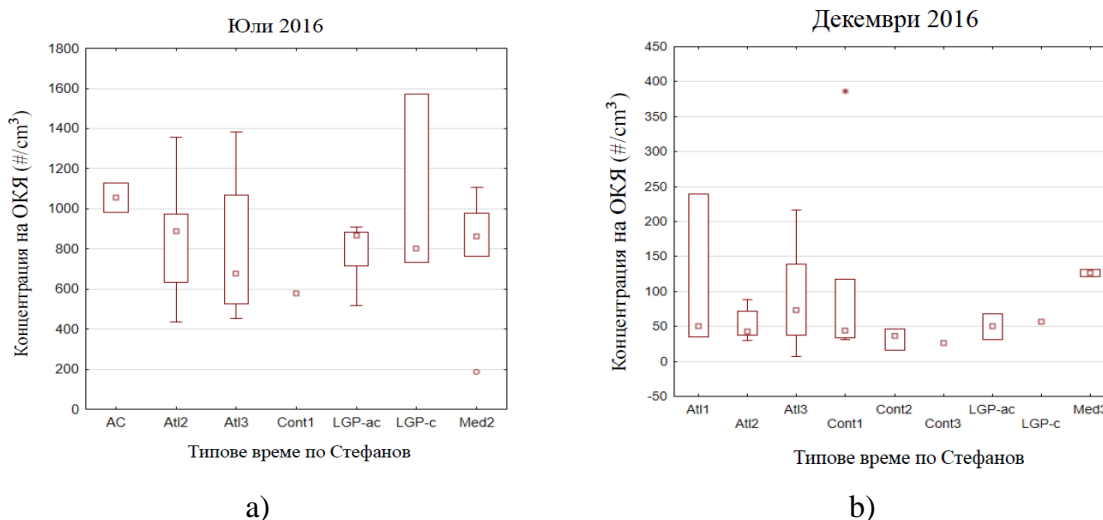 Юли 2016
Концентрация на ОКЯ (#/cm³)
1800
1600
1400
1200
1000
800
600
400
200
0
AC Atl2 Atl3 Cont1 LGP-ac LGP-c Med2
Типове време по Стефанов
a)
Декември 2016
Концентрация на ОКЯ (#/cm³)
450
400
350
300
250
200
150
100
50
0
-50
Atl1 Atl2 Atl3 Cont1 Cont2 Cont3 LGP-ac LGP-c Med3
Типове време по Стефанов
b)